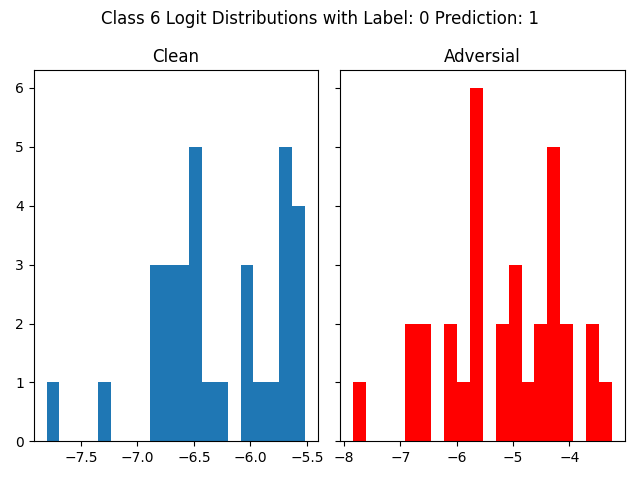 Class 6 Logit Distributions with Label: 0 Prediction: 1
Clean
Adversial
6
5
4
3
2
1
0
−7.5 −7.0 −6.5 −6.0 −5.5
−8 −7 −6 −5 −4